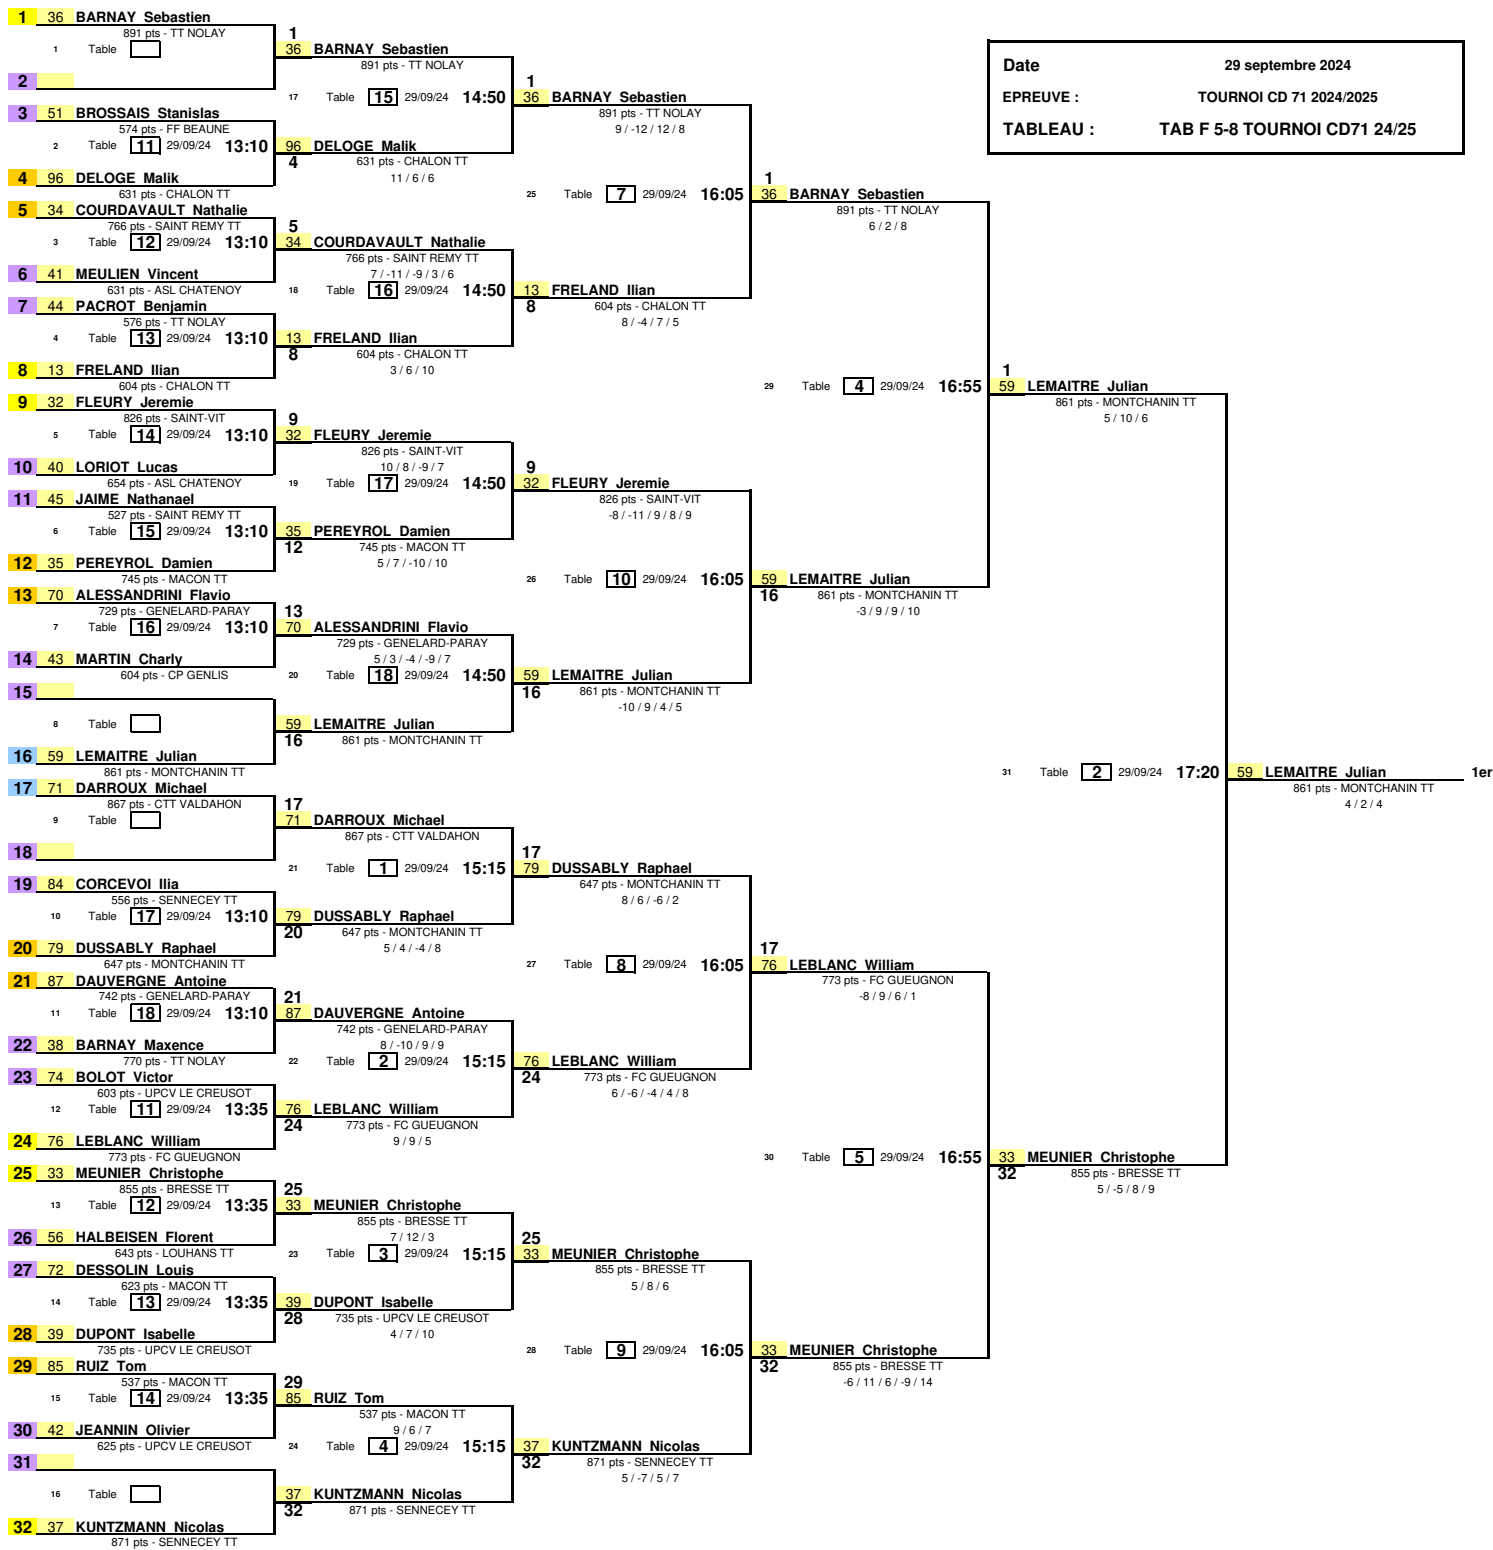 Date 29 septembre 2024
EPREUVE : TOURNOI CD 71 2024/2025
TABLEAU : TAB F 5-8 TOURNOI CD71 24/25
1 36 BARNAY Sebastien
891 pts - TT NOLAY
1 Table
2
3 51 BROSSAIS Stanislas
574 pts - FF BEAUNE
2 Table 11 29/09/24 13:10
4 96 DELOGE Malik
631 pts - CHALON TT
5 34 COURDAVAULT Nathalie
766 pts - SAINT REMY TT
3 Table 12 29/09/24 13:10
6 41 MEULIEN Vincent
631 pts - ASL CHATENOY
7 44 PACROT Benjamin
576 pts - TT NOLAY
4 Table 13 29/09/24 13:10
8 13 FRELAND Ilian
604 pts - CHALON TT
9 32 FLEURY Jeremie
826 pts - SAINT-VIT
5 Table 14 29/09/24 13:10
10 40 LORIOT Lucas
654 pts - ASL CHATENOY
11 45 JAIME Nathanael
527 pts - SAINT REMY TT
6 Table 15 29/09/24 13:10
12 35 PEREYROL Damien
745 pts - MACON TT
13 70 ALESSANDRINI Flavio
729 pts - GENELARD-PARAY
7 Table 16 29/09/24 13:10
14 43 MARTIN Charly
604 pts - CP GENLIS
15
8 Table
16 59 LEMAITRE Julian
861 pts - MONTCHANIN TT
17 71 DARROUX Michael
867 pts - CTT VALDAHON
9 Table
18
19 84 CORCEVOI Ilia
556 pts - SENNECEY TT
10 Table 17 29/09/24 13:10
20 79 DUSSABLY Raphael
647 pts - MONTCHANIN TT
21 87 DAUVERGNE Antoine
742 pts - GENELARD-PARAY
11 Table 18 29/09/24 13:10
22 38 BARNAY Maxence
770 pts - TT NOLAY
23 74 BOLOT Victor
603 pts - UPCV LE CREUSOT
12 Table 11 29/09/24 13:35
24 76 LEBLANC William
773 pts - FC GUEUGNON
25 33 MEUNIER Christophe
855 pts - BRESSE TT
13 Table 12 29/09/24 13:35
26 56 HALBEISEN Florent
643 pts - LOUHANS TT
27 72 DESSOLIN Louis
623 pts - MACON TT
14 Table 13 29/09/24 13:35
28 39 DUPONT Isabelle
735 pts - UPCV LE CREUSOT
29 85 RUIZ Tom
537 pts - MACON TT
15 Table 14 29/09/24 13:35
30 42 JEANNIN Olivier
625 pts - UPCV LE CREUSOT
31
16 Table
32 37 KUNTZMANN Nicolas
871 pts - SENNECEY TT
1
36 BARNAY Sebastien
891 pts - TT NOLAY
17 Table 15 29/09/24 14:50
96 DELOGE Malik
4
631 pts - CHALON TT
11 / 6 / 6
5
34 COURDAVAULT Nathalie
766 pts - SAINT REMY TT
7 / -11 / -9 / 3 / 6
18 Table 16 29/09/24 14:50
13 FRELAND Ilian
8
604 pts - CHALON TT
3 / 6 / 10
9
32 FLEURY Jeremie
826 pts - SAINT-VIT
10 / 8 / -9 / 7
19 Table 17 29/09/24 14:50
35 PEREYROL Damien
12
745 pts - MACON TT
5 / 7 / -10 / 10
13
70 ALESSANDRINI Flavio
729 pts - GENELARD-PARAY
5 / 3 / -4 / -9 / 7
20 Table 18 29/09/24 14:50
59 LEMAITRE Julian
16
861 pts - MONTCHANIN TT
17
71 DARROUX Michael
867 pts - CTT VALDAHON
21 Table 1 29/09/24 15:15
79 DUSSABLY Raphael
20
647 pts - MONTCHANIN TT
5 / 4 / -4 / 8
21
87 DAUVERGNE Antoine
742 pts - GENELARD-PARAY
8 / -10 / 9 / 9
22 Table 2 29/09/24 15:15
76 LEBLANC William
24
773 pts - FC GUEUGNON
9 / 9 / 5
25
33 MEUNIER Christophe
855 pts - BRESSE TT
7 / 12 / 3
23 Table 3 29/09/24 15:15
39 DUPONT Isabelle
28
735 pts - UPCV LE CREUSOT
4 / 7 / 10
29
85 RUIZ Tom
537 pts - MACON TT
9 / 6 / 7
24 Table 4 29/09/24 15:15
37 KUNTZMANN Nicolas
32
871 pts - SENNECEY TT
1
36 BARNAY Sebastien
891 pts - TT NOLAY
9 / -12 / 12 / 8
25 Table 7 29/09/24 16:05
13 FRELAND Ilian
8
604 pts - CHALON TT
8 / -4 / 7 / 5
9
32 FLEURY Jeremie
826 pts - SAINT-VIT
-8 / -11 / 9 / 8 / 9
26 Table 10 29/09/24 16:05
59 LEMAITRE Julian
16
861 pts - MONTCHANIN TT
-10 / 9 / 4 / 5
17
79 DUSSABLY Raphael
647 pts - MONTCHANIN TT
8 / 6 / -6 / 2
27 Table 8 29/09/24 16:05
76 LEBLANC William
24
773 pts - FC GUEUGNON
6 / -6 / -4 / 4 / 8
25
33 MEUNIER Christophe
855 pts - BRESSE TT
5 / 8 / 6
28 Table 9 29/09/24 16:05
37 KUNTZMANN Nicolas
32
871 pts - SENNECEY TT
5 / -7 / 5 / 7
1
36 BARNAY Sebastien
891 pts - TT NOLAY
6 / 2 / 8
29 Table 4 29/09/24 16:55
59 LEMAITRE Julian
16
861 pts - MONTCHANIN TT
-3 / 9 / 9 / 10
17
76 LEBLANC William
773 pts - FC GUEUGNON
-8 / 9 / 6 / 1
30 Table 5 29/09/24 16:55
33 MEUNIER Christophe
32
855 pts - BRESSE TT
-6 / 11 / 6 / -9 / 14
1
59 LEMAITRE Julian
861 pts - MONTCHANIN TT
5 / 10 / 6
31 Table 2 29/09/24 17:20
33 MEUNIER Christophe
32
855 pts - BRESSE TT
5 / -5 / 8 / 9
59 LEMAITRE Julian 1er
861 pts - MONTCHANIN TT
4 / 2 / 4